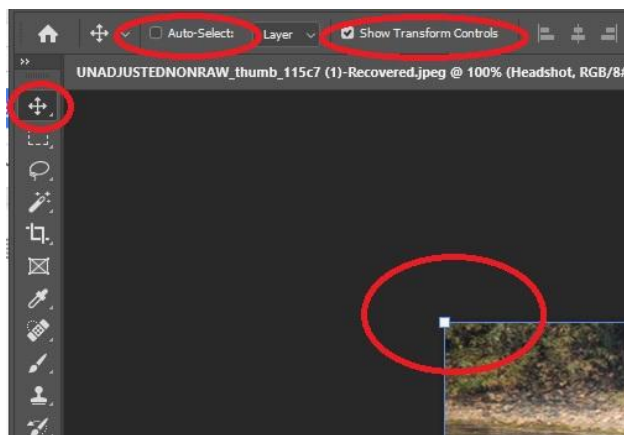 Auto-Select: Layer Show Transform Controls
UNADJUSTEDNONRAW_thumb_115c7 (1)-Recovered.jpeg @ 100% (Headshot, RGB/8#